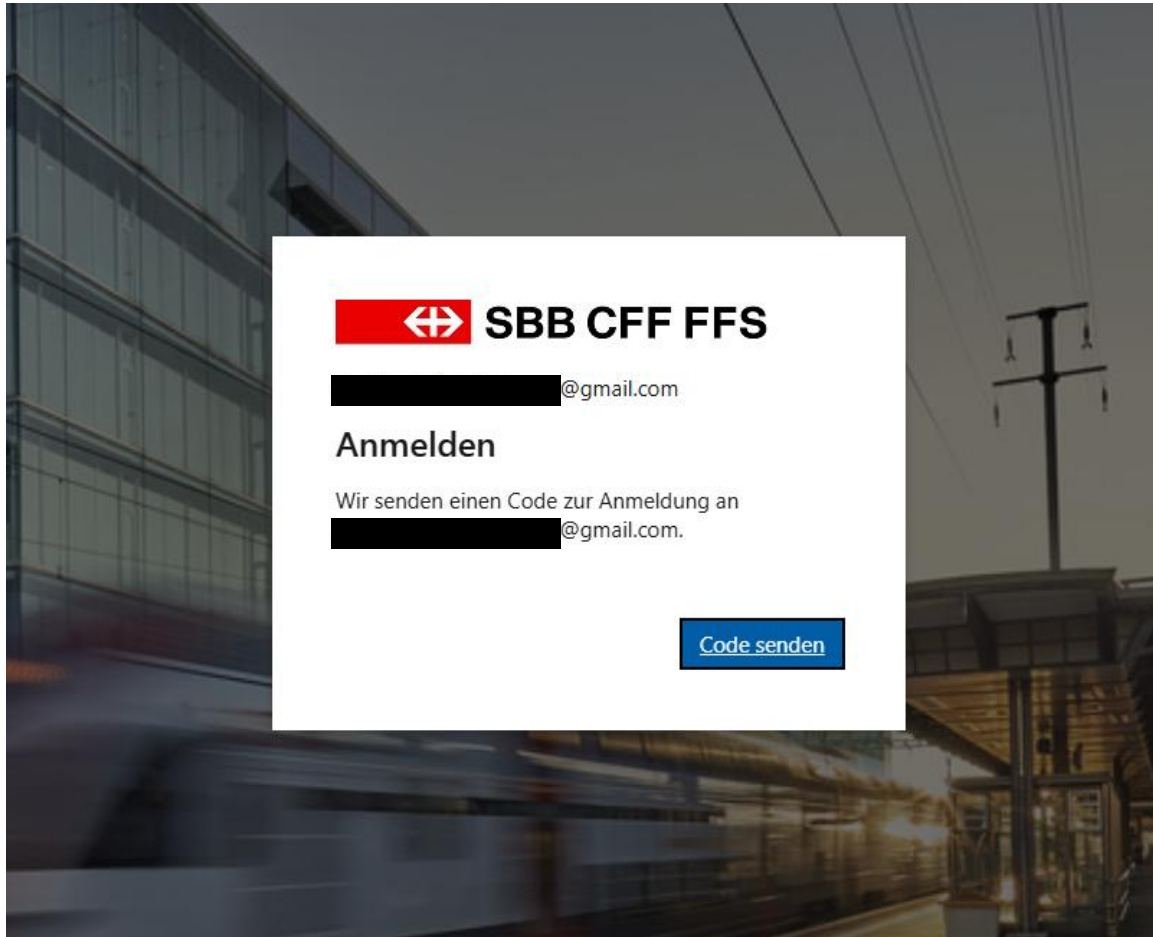 SBB CFF FFS
@gmail.com
Anmelden
Wir senden einen Code zur Anmeldung an
@gmail.com.
Code senden